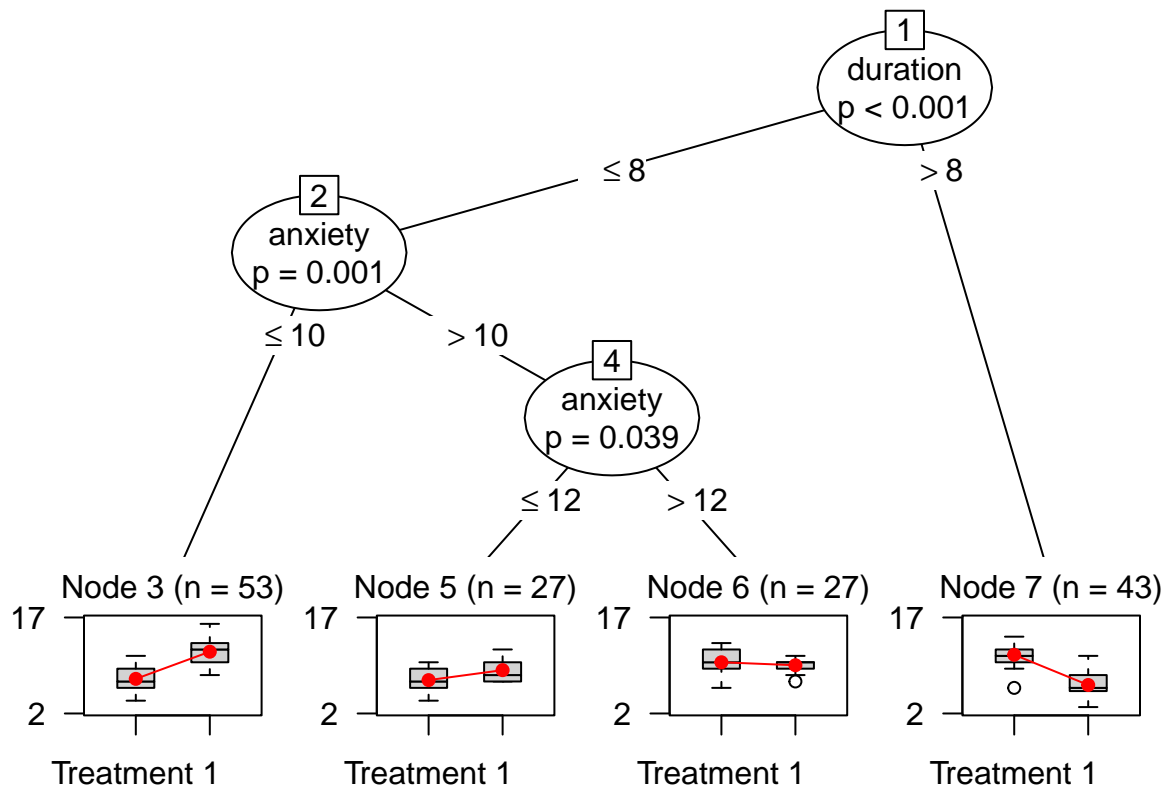 1
duration
p < 0.001
≤ 8
> 8
2
anxiety
p = 0.001
≤ 10
> 10
4
anxiety
p = 0.039
≤ 12
> 12
Node 3 (n = 53)
17
2
Treatment 1
Node 5 (n = 27)
17
2
Treatment 1
Node 6 (n = 27)
17
2
Treatment 1
Node 7 (n = 43)
17
2
Treatment 1